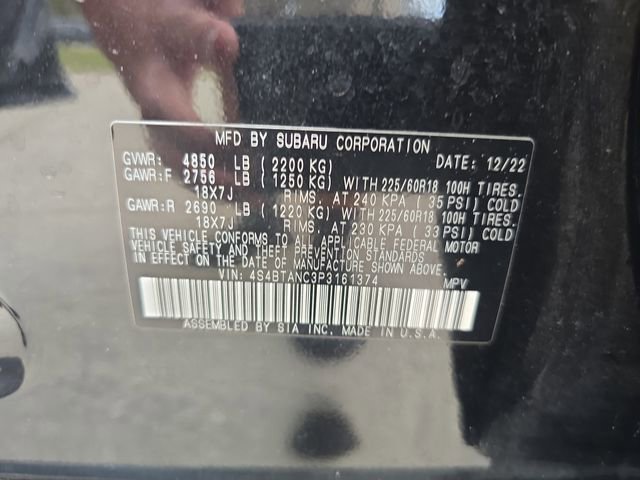 MFD BY SUBARU CORPORATION
GVWR: 4850 LB (2200 KG) DATE: 12/22
GAWR:F 2756 LB (1250 KG) WITH 225/60R18 100H TIRES.
18X7J RIMS. AT 240 KPA (35 PSI) COLD
GAWR:R 2690 LB (1220 KG) WITH 225/60R18 100H TIRES.
18X7J RIMS. AT 230 KPA (33 PSI) COLD
THIS VEHICLE CONFORMS TO ALL APPLICABLE FEDERAL MOTOR
VEHICLE SAFETY AND THEFT PREVENTION STANDARDS
IN EFFECT ON THE DATE OF MANUFACTURE SHOWN ABOVE.
VIN: 4S4BTANC3P3161374 MPV
ASSEMBLED BY SIA INC. MADE IN U.S.A.